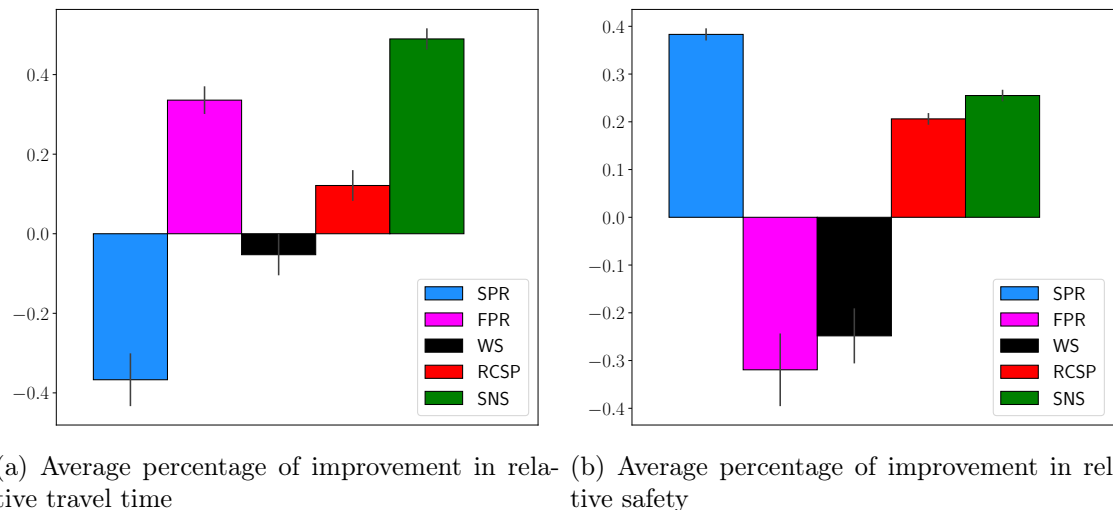 0.4
0.2
0.0
−0.2
−0.4
SPR
FPR
WS
RCSP
SNS
0.4
0.3
0.2
0.1
0.0
−0.1
−0.2
−0.3
−0.4
SPR
FPR
WS
RCSP
SNS
(a) Average percentage of improvement in rela-
tive travel time
(b) Average percentage of improvement in rel
tive safety